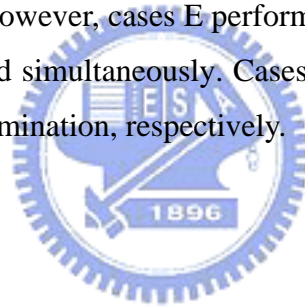 owever, cases E perform
d simultaneously. Cases
mination, respectively.
E S A
1896